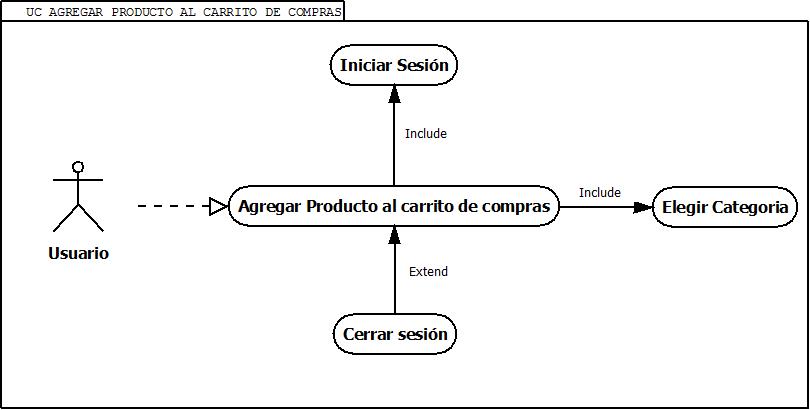 UC AGREGAR PRODUCTO AL CARRITO DE COMPRAS
Iniciar Sesión
Include
Agregar Producto al carrito de compras
Include
Elegir Categoria
Usuario
Extend
Cerrar sesión